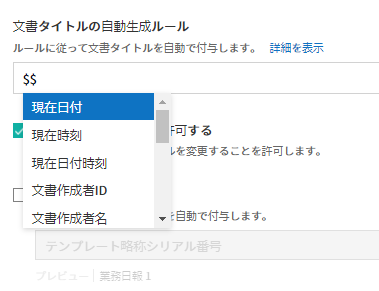 文書タイトルの自動生成ルール
ルールに従って文書タイトルを自動で付与します。 詳細を表示
$$
現在日付
現在時刻
許可する
現在日付時刻
ルを変更することを許可します。
文書作成者ID
文書作成者名
を自動で付与します。
テンプレート略称シリアル番号
プレビュー 業務日報 1